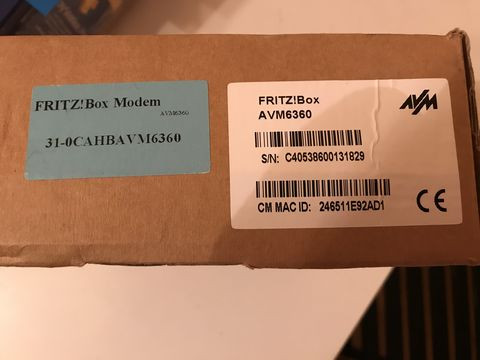 FRITZ!Box Modem
AVM6360
31-0CAHBAVM6360
FRITZ!Box
AVM6360
AVM
S/N: C40538600131829
CM MAC ID: 246511E92AD1
CE